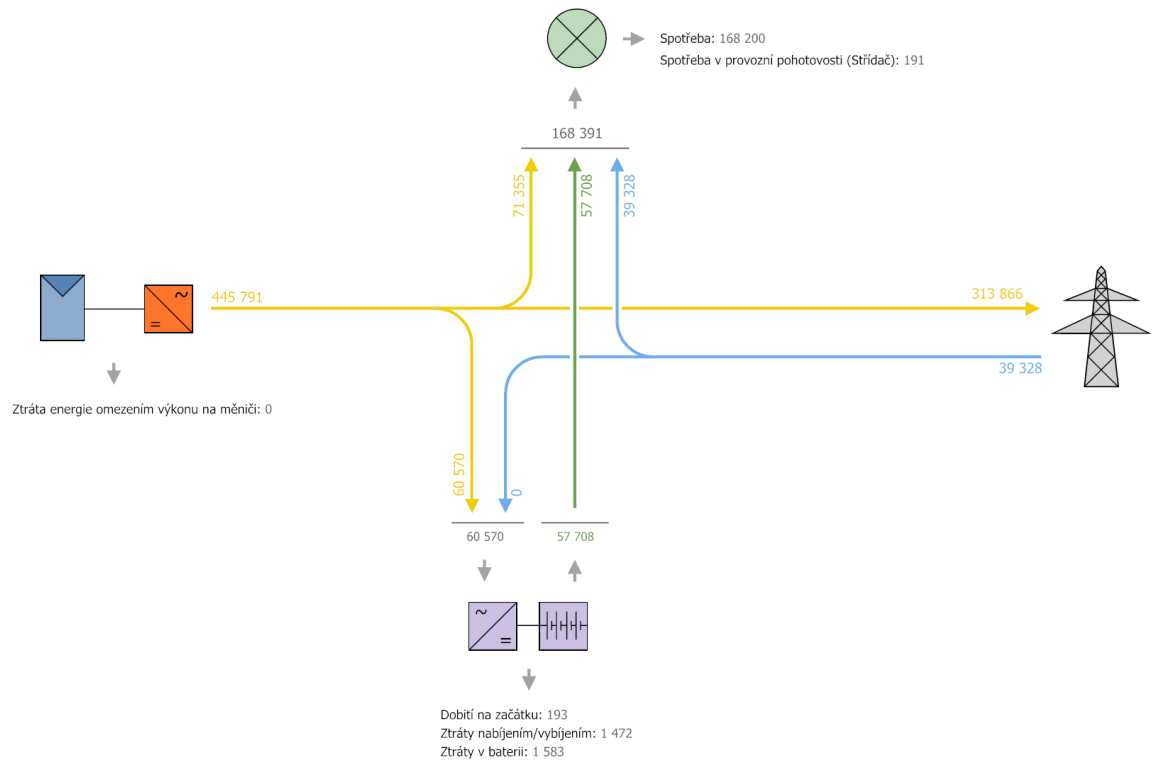 Spotřeba: 168 200
Spotřeba v provozní pohotovosti (Střídač): 191
168 391
71 355
57 708
39 328
445 791
313 866
39 328
Ztráta energie omezením výkonu na měniči: 0
60 570
0
60 570
57 708
Dobití na začátku: 193
Ztráty nabíjením/vybíjením: 1 472
Ztráty v baterii: 1 583